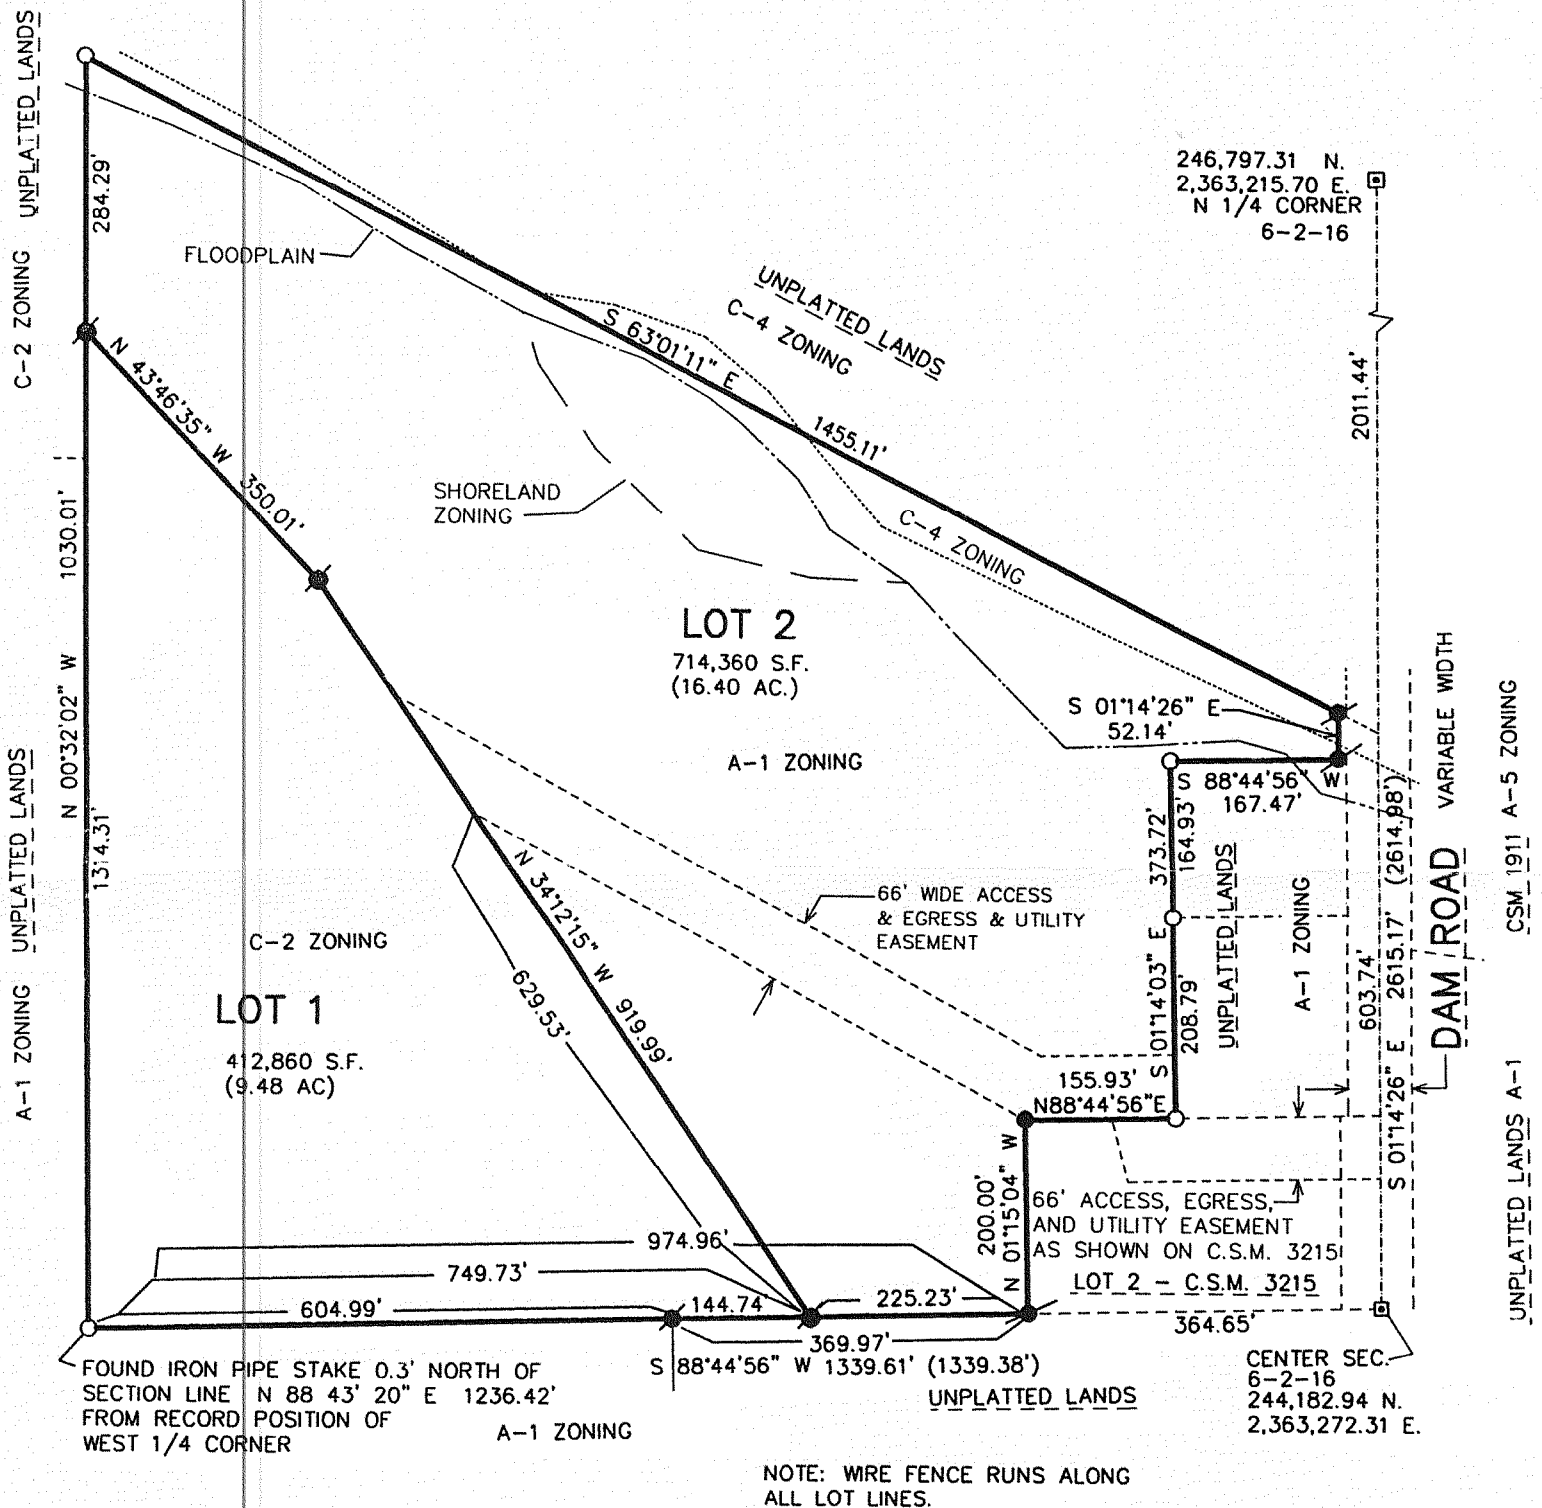 UNPLATTED LANDS
C-2 ZONING
284.29'
246,797.31 N.
2,363,215.70 E.
N 1/4 CORNER
6-2-16
FLOODPLAIN
UNPLATTED LANDS
C-4 ZONING
S 63°01'11" E
1455.11'
2011.44'
N 43°46'35" W 350.01'
SHORELAND
ZONING
C-4 ZONING
1030.01'
N 00°32'02" W
1314.31'
LOT 2
714,360 S.F.
(16.40 AC.)
A-1 ZONING
S 01°14'26" E
52.14'
S 88°44'56" W
167.47'
373.72'
164.93'
S 01°14'03" E
208.79'
UNPLATTED LANDS
A-1 ZONING
603.74'
S 01°14'26" E 2615.17' (2614.98')
DAM ROAD
VARIABLE WIDTH
CSM 1911 A-5 ZONING
UNPLATTED LANDS A-1
UNPLATTED LANDS
A-1 ZONING
66' WIDE ACCESS
& EGRESS & UTILITY
EASEMENT
N 34°12'15" W 919.99'
629.53'
C-2 ZONING
LOT 1
412,860 S.F.
(9.48 AC)
155.93'
N88°44'56"E
200.00'
N 01°15'04" W
66' ACCESS, EGRESS,
AND UTILITY EASEMENT
AS SHOWN ON C.S.M. 3215
LOT 2 - C.S.M. 3215
974.96'
749.73'
604.99'
144.74'
225.23'
369.97'
364.65'
S 88°44'56" W 1339.61' (1339.38')
FOUND IRON PIPE STAKE 0.3' NORTH OF
SECTION LINE N 88 43' 20" E 1236.42'
FROM RECORD POSITION OF
WEST 1/4 CORNER
A-1 ZONING
UNPLATTED LANDS
CENTER SEC.
6-2-16
244,182.94 N.
2,363,272.31 E.
NOTE: WIRE FENCE RUNS ALONG
ALL LOT LINES.